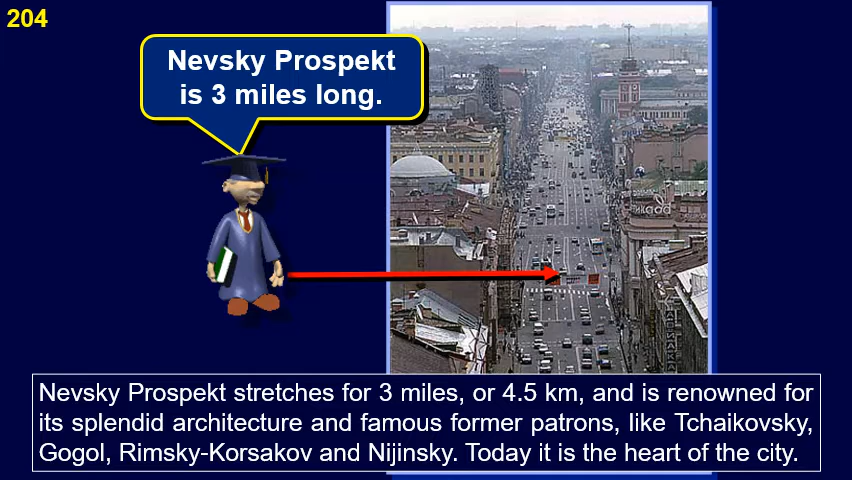 204
Nevsky Prospekt
is 3 miles long.
Nevsky Prospekt stretches for 3 miles, or 4.5 km, and is renowned for
its splendid architecture and famous former patrons, like Tchaikovsky,
Gogol, Rimsky-Korsakov and Nijinsky. Today it is the heart of the city.